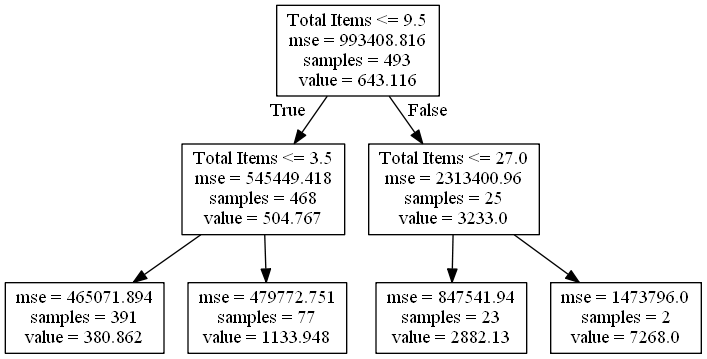 Total Items <= 9.5
mse = 993408.816
samples = 493
value = 643.116
True
False
Total Items <= 3.5
mse = 545449.418
samples = 468
value = 504.767
Total Items <= 27.0
mse = 2313400.96
samples = 25
value = 3233.0
mse = 465071.894
samples = 391
value = 380.862
mse = 479772.751
samples = 77
value = 1133.948
mse = 847541.94
samples = 23
value = 2882.13
mse = 1473796.0
samples = 2
value = 7268.0